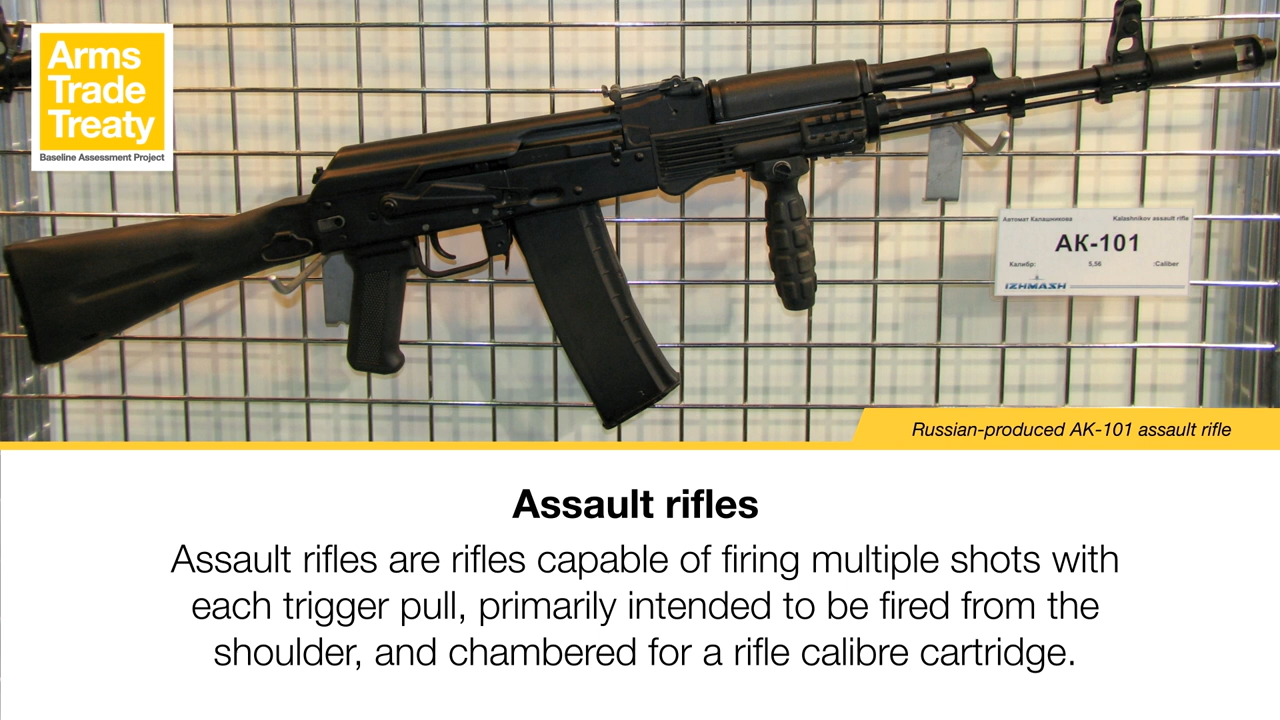 Arms
Trade
Treaty
Baseline Assessment Project
Автомат Калашникова Kalashnikov assault rifle
АК-101
Калибр: 5,56 :Caliber
IZHMASH
Russian-produced AK-101 assault rifle
Assault rifles
Assault rifles are rifles capable of firing multiple shots with
each trigger pull, primarily intended to be fired from the
shoulder, and chambered for a rifle calibre cartridge.